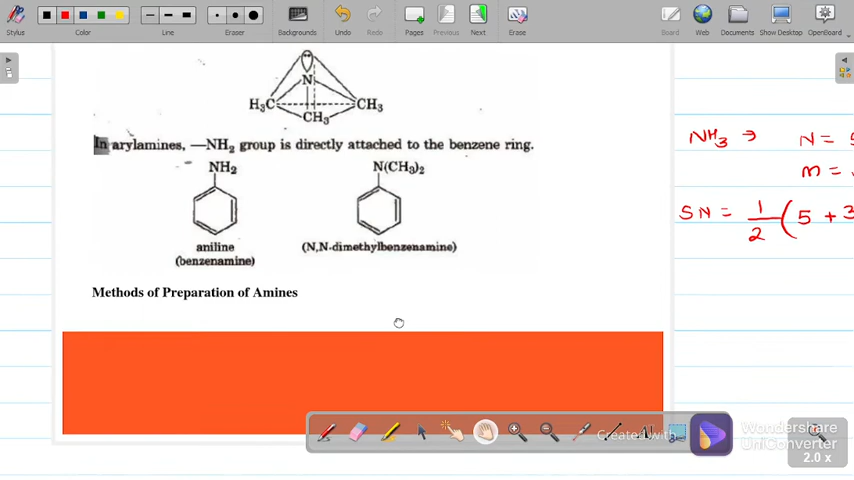 Stylus
Color
Line
Eraser
Backgrounds
Undo
Redo
Pages
Previous
Next
Erase
Board
Web
Documents
Show Desktop
OpenBoard
N
H₃C
CH₃
CH₃
In arylamines, —NH₂ group is directly attached to the benzene ring.
NH₂
N(CH₃)₂
aniline
(benzenamine)
(N,N-dimethylbenzenamine)
Methods of Preparation of Amines
NH₃ ⇒ N = 5
m =
SN = 1/2 ( 5 + 3
Created with
Wondershare
UniConverter
2.0 x